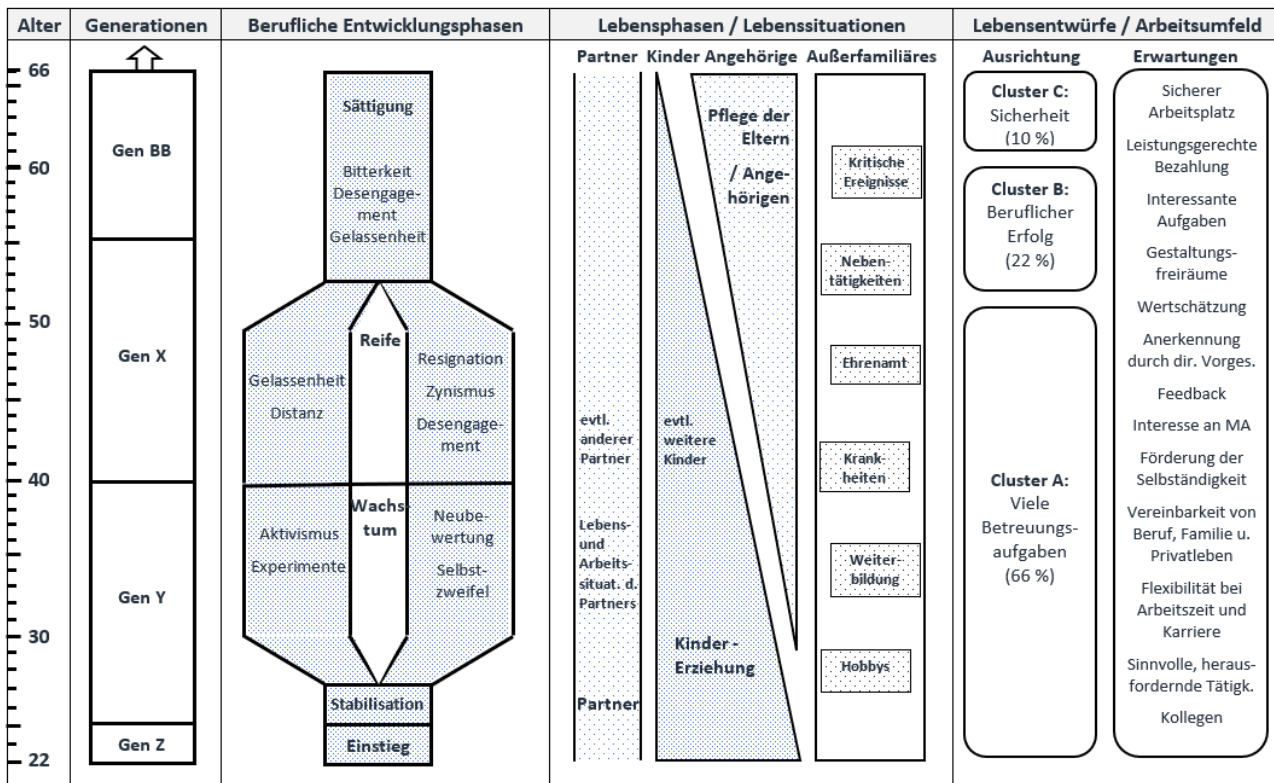 Alter
Generationen
Berufliche Entwicklungsphasen
Lebensphasen / Lebenssituationen
Lebensentwürfe / Arbeitsumfeld
66
60
50
40
30
22
Gen BB
Gen X
Gen Y
Gen Z
Sättigung
Bitterkeit
Desengage-
ment
Gelassenheit
Reife
Gelassenheit
Distanz
Resignation
Zynismus
Desengage-
ment
Wachs-
tum
Aktivismus
Experimente
Neube-
wertung
Selbst-
zweifel
Stabilisation
Einstieg
Partner
Kinder
Angehörige
Außerfamiliäres
evtl.
anderer
Partner
Lebens-
und
Arbeits-
situat. d.
Partners
Partner
evtl.
weitere
Kinder
Kinder -
Erziehung
Pflege der
Eltern
/ Ange-
hörigen
Kritische
Ereignisse
Neben-
tätigkeiten
Ehrenamt
Krank-
heiten
Weiter-
bildung
Hobbys
Ausrichtung
Cluster C:
Sicherheit
(10 %)
Cluster B:
Beruflicher
Erfolg
(22 %)
Cluster A:
Viele
Betreuungs-
aufgaben
(66 %)
Erwartungen
Sicherer
Arbeitsplatz
Leistungsgerechte
Bezahlung
Interessante
Aufgaben
Gestaltungs-
freiräume
Wertschätzung
Anerkennung
durch dir. Vorges.
Feedback
Interesse an MA
Förderung der
Selbständigkeit
Vereinbarkeit von
Beruf, Familie u.
Privatleben
Flexibilität bei
Arbeitszeit und
Karriere
Sinnvolle, heraus-
fordernde Tätigk.
Kollegen